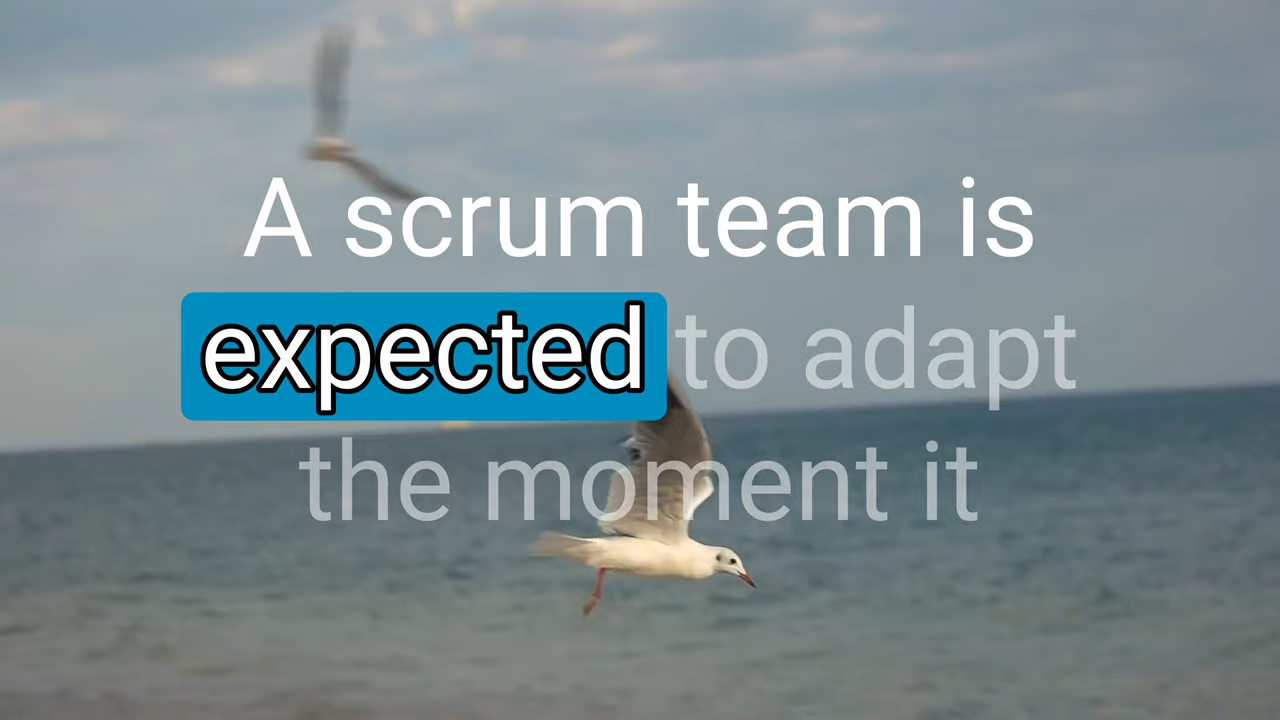 A scrum team is
expected to adapt
the moment it